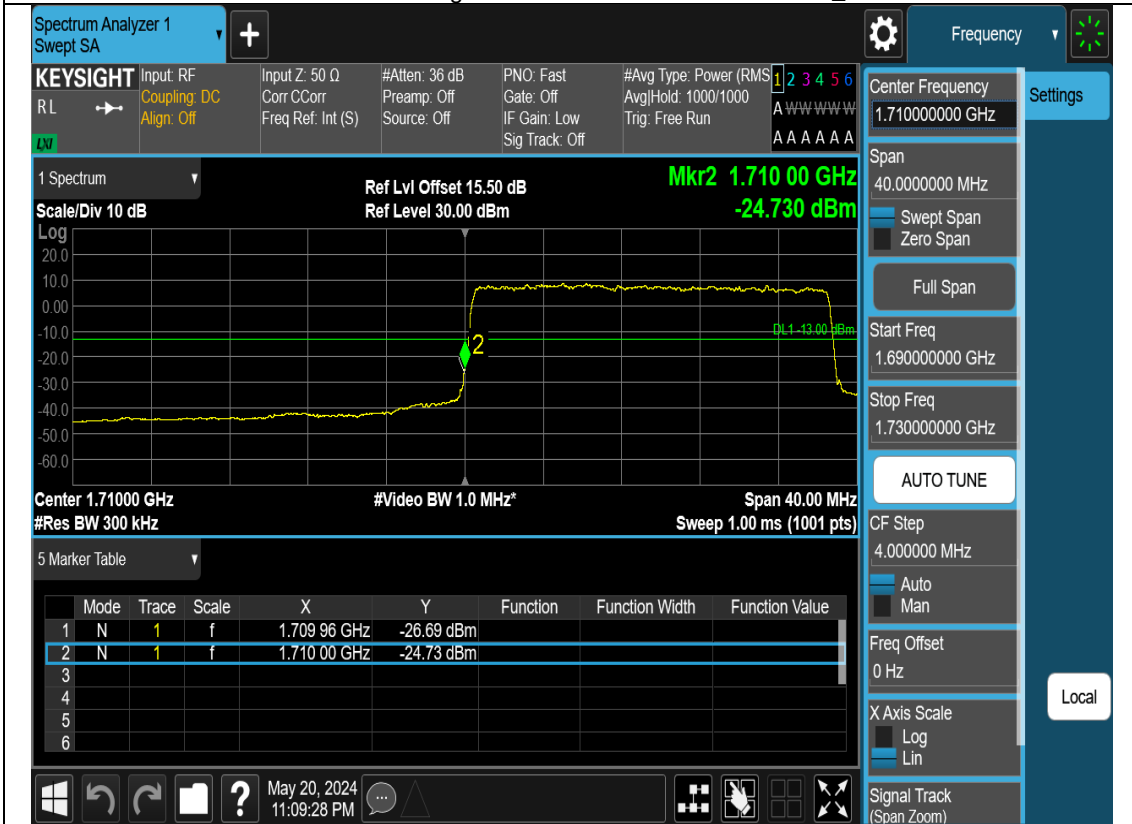 Spectrum Analyzer 1
Swept SA
Frequency
KEYSIGHT
R L
LXI
Input: RF
Coupling: DC
Align: Off
Input Z: 50 Ω
Corr CCorr
Freq Ref: Int (S)
#Atten: 36 dB
Preamp: Off
Source: Off
PNO: Fast
Gate: Off
IF Gain: Low
Sig Track: Off
#Avg Type: Power (RMS
Avg|Hold: 1000/1000
Trig: Free Run
1 2 3 4 5 6
A W W W W W
A A A A A A
1 Spectrum
Ref Lvl Offset 15.50 dB
Mkr2 1.710 00 GHz
Scale/Div 10 dB
Ref Level 30.00 dBm
-24.730 dBm
Log
20.0
10.0
0.00
-10.0
-20.0
-30.0
-40.0
-50.0
-60.0
DL1 -13.00 dBm
2
Center 1.71000 GHz
#Video BW 1.0 MHz*
Span 40.00 MHz
#Res BW 300 kHz
Sweep 1.00 ms (1001 pts)
5 Marker Table
Mode Trace Scale X Y Function Function Width Function Value
1 N 1 f 1.709 96 GHz -26.69 dBm
2 N 1 f 1.710 00 GHz -24.73 dBm
3
4
5
6
May 20, 2024
11:09:28 PM
?
Center Frequency
1.710000000 GHz
Settings
Span
40.0000000 MHz
Swept Span
Zero Span
Full Span
Start Freq
1.690000000 GHz
Stop Freq
1.730000000 GHz
AUTO TUNE
CF Step
4.000000 MHz
Auto
Man
Freq Offset
0 Hz
Local
X Axis Scale
Log
Lin
Signal Track
(Span Zoom)